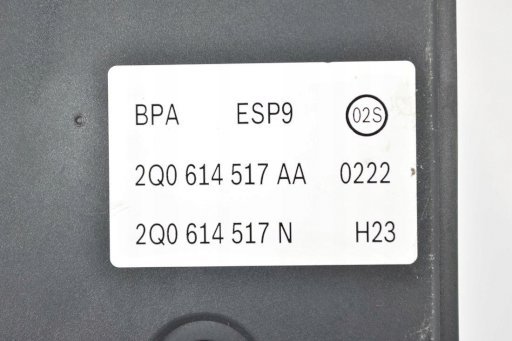 BPA ESP9 02S
2Q0 614 517 AA 0222
2Q0 614 517 N H23